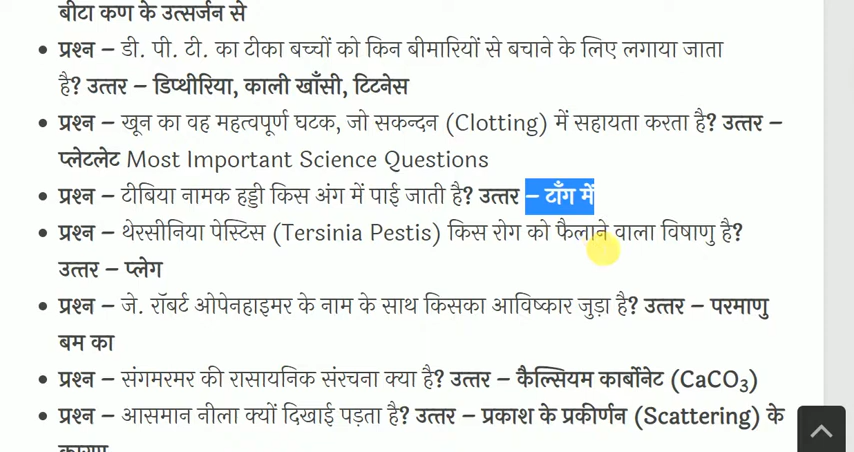 बीटा कण के उत्सर्जन से
• प्रश्न – डी. पी. टी. का टीका बच्चों को किन बीमारियों से बचाने के लिए लगाया जाता
है? उत्तर – डिप्थीरिया, काली खाँसी, टिटनेस
• प्रश्न – खून का वह महत्वपूर्ण घटक, जो सकन्दन (Clotting) में सहायता करता है? उत्तर –
प्लेटलेट Most Important Science Questions
• प्रश्न – टीबिया नामक हड्डी किस अंग में पाई जाती है? उत्तर – टाँग में
• प्रश्न – थेरसीनिया पेस्टिस (Tersinia Pestis) किस रोग को फैलाने वाला विषाणु है?
उत्तर – प्लेग
• प्रश्न – जे. रॉबर्ट ओपेनहाइमर के नाम के साथ किसका आविष्कार जुड़ा है? उत्तर – परमाणु
बम का
• प्रश्न – संगमरमर की रासायनिक संरचना क्या है? उत्तर – कैल्सियम कार्बोनेट (CaCO₃)
• प्रश्न – आसमान नीला क्यों दिखाई पड़ता है? उत्तर – प्रकाश के प्रकीर्णन (Scattering) के
कारण